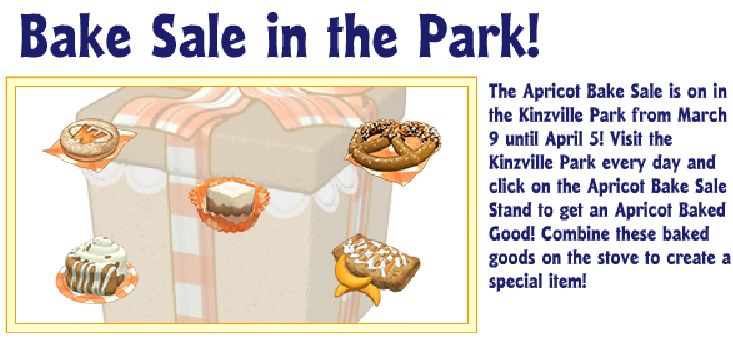 Bake Sale in the Park!
The Apricot Bake Sale is on in
the Kinzville Park from March
9 until April 5! Visit the
Kinzville Park every day and
click on the Apricot Bake Sale
Stand to get an Apricot Baked
Good! Combine these baked
goods on the stove to create a
special item!